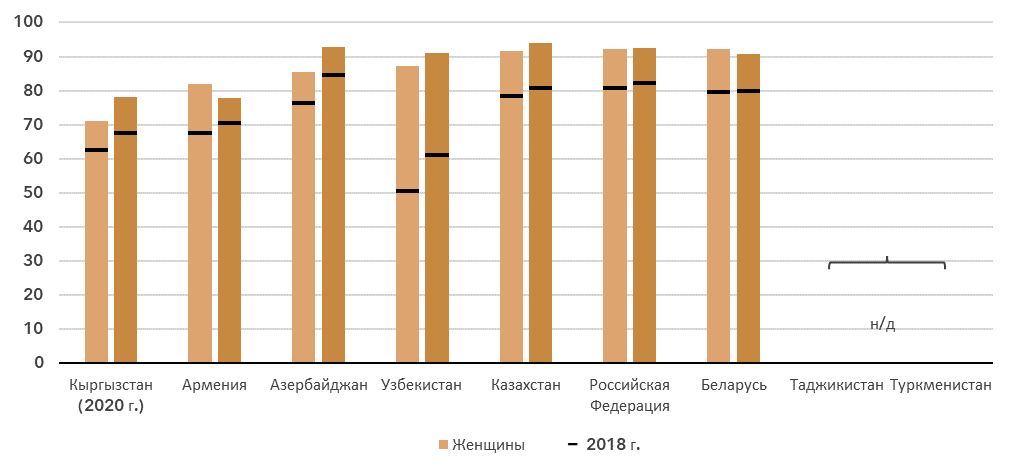 100
90
80
70
60
50
40
30
20
10
0
н/д
Кыргызстан
(2020 г.)
Армения
Азербайджан
Узбекистан
Казахстан
Российская
Федерация
Беларусь
Таджикистан
Туркменистан
Женщины
2018 г.